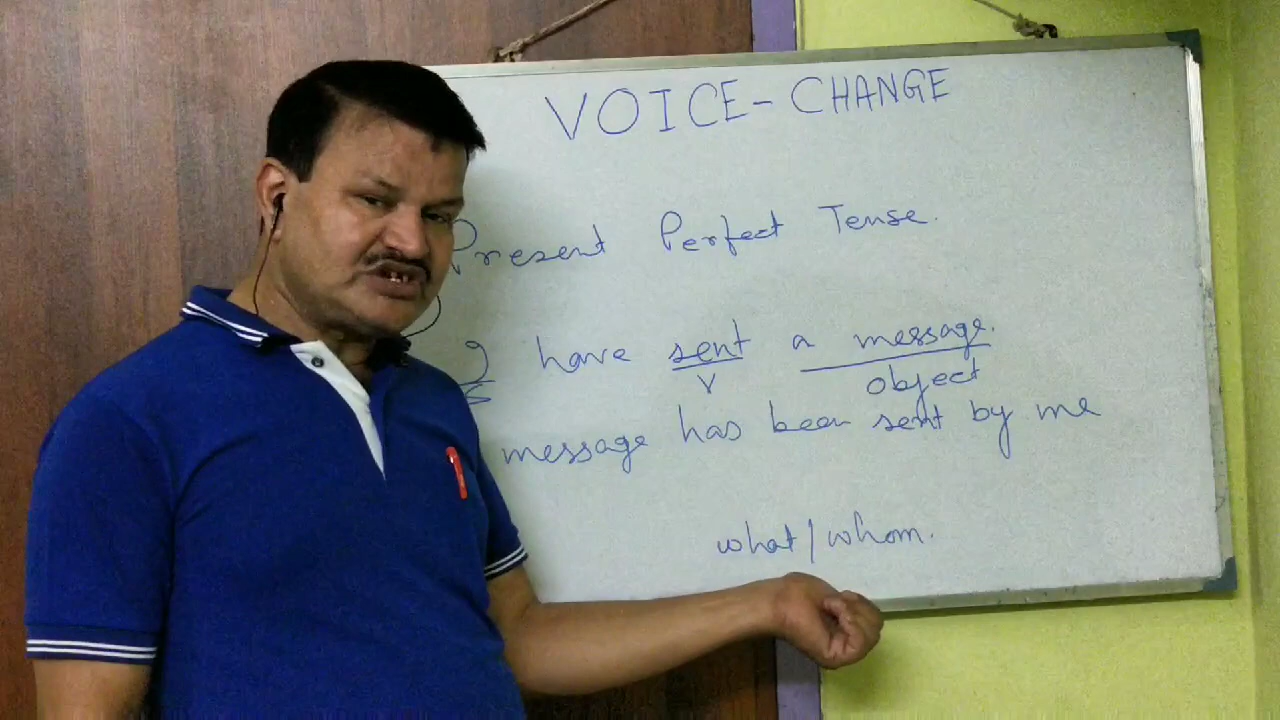 VOICE-CHANGE
Present Perfect Tense.
I have sent a message.
S V object
message has been sent by me
what/whom.